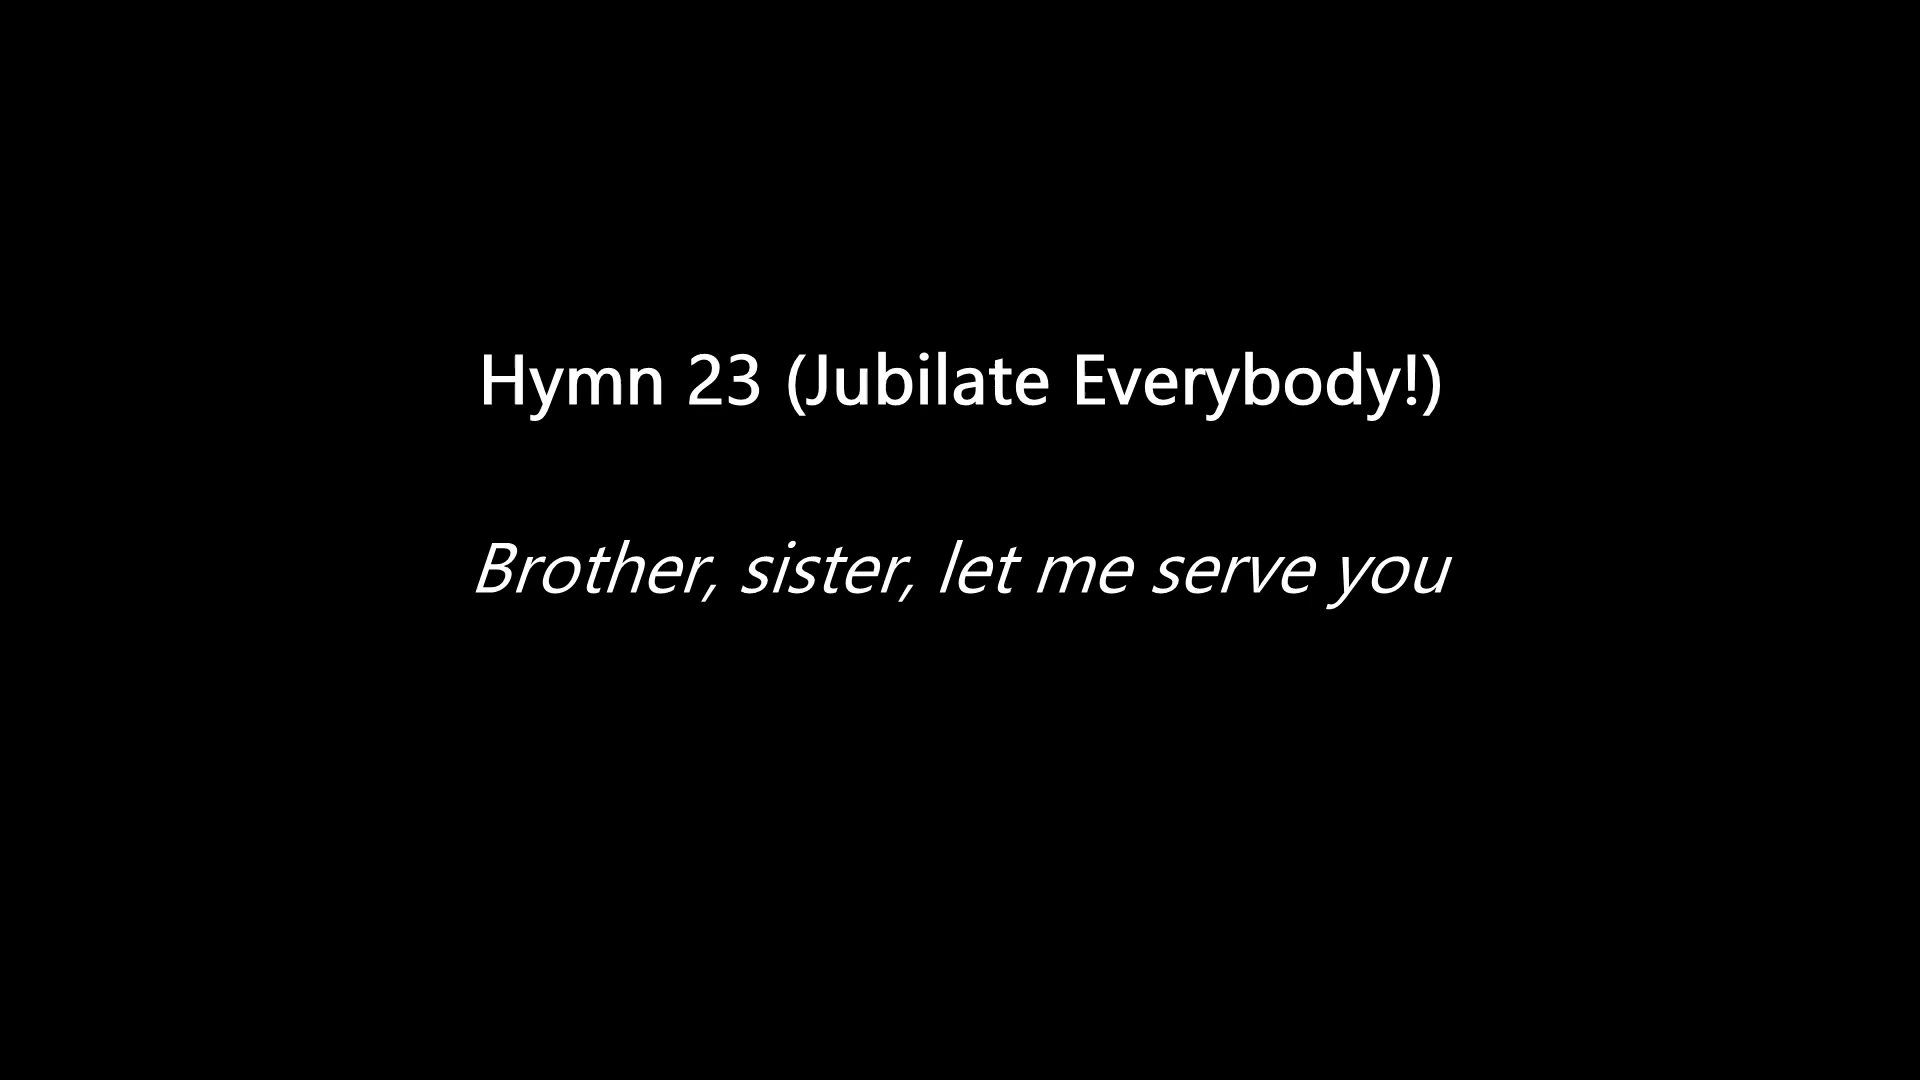 Hymn 23 (Jubilate Everybody!)
Brother, sister, let me serve you